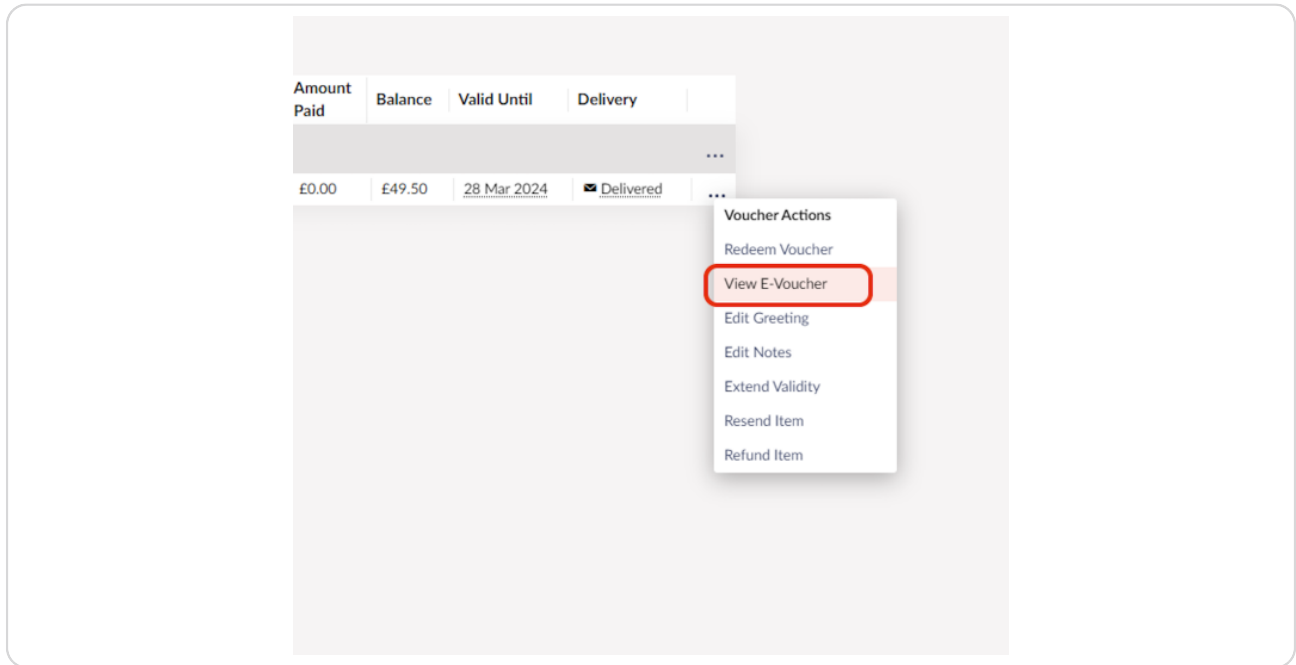 Amount Paid Balance Valid Until Delivery
...
£0.00 £49.50 28 Mar 2024 Delivered ...
Voucher Actions
Redeem Voucher
View E-Voucher
Edit Greeting
Edit Notes
Extend Validity
Resend Item
Refund Item